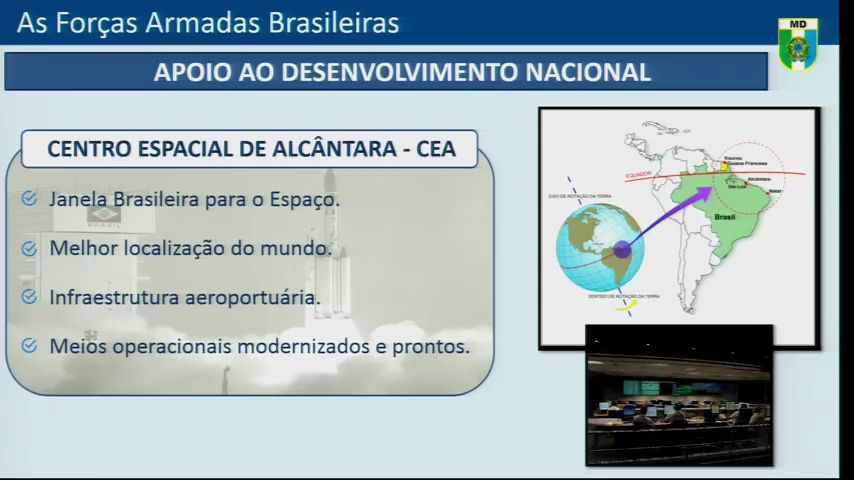 As Forças Armadas Brasileiras
MD
APOIO AO DESENVOLVIMENTO NACIONAL
CENTRO ESPACIAL DE ALCÂNTARA - CEA
Janela Brasileira para o Espaço.
Melhor localização do mundo.
Infraestrutura aeroportuária.
Meios operacionais modernizados e prontos.
BRASIL
Kourou
Guiana Francesa
EQUADOR
Alcântara
São Luís
Natal
Brasil
EIXO DE ROTAÇÃO DA TERRA
SENTIDO DE ROTAÇÃO DA TERRA